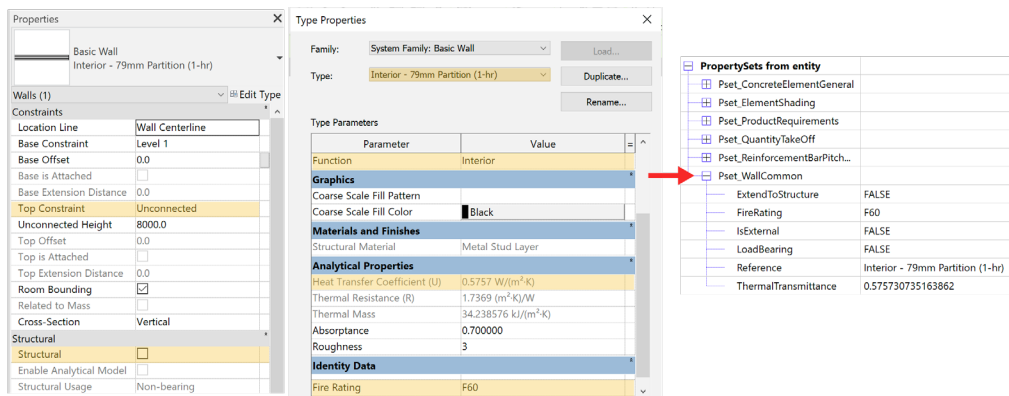 Properties
Basic Wall
Interior - 79mm Partition (1-hr)
Walls (1)
Edit Type
Constraints
Location Line Wall Centerline
Base Constraint Level 1
Base Offset 0.0
Base is Attached
Base Extension Distance 0.0
Top Constraint Unconnected
Unconnected Height 8000.0
Top Offset 0.0
Top is Attached
Top Extension Distance 0.0
Room Bounding
Related to Mass
Cross-Section Vertical
Structural
Structural
Enable Analytical Model
Structural Usage Non-bearing
Type Properties
Family: System Family: Basic Wall Load...
Type: Interior - 79mm Partition (1-hr) Duplicate...
Rename...
Type Parameters
Parameter Value =
Function Interior
Graphics
Coarse Scale Fill Pattern
Coarse Scale Fill Color Black
Materials and Finishes
Structural Material Metal Stud Layer
Analytical Properties
Heat Transfer Coefficient (U) 0.5757 W/(m²·K)
Thermal Resistance (R) 1.7369 (m²·K)/W
Thermal Mass 34.238576 kJ/(m²·K)
Absorptance 0.700000
Roughness 3
Identity Data
Fire Rating F60
PropertySets from entity
Pset_ConcreteElementGeneral
Pset_ElementShading
Pset_ProductRequirements
Pset_QuantityTakeOff
Pset_ReinforcementBarPitch...
Pset_WallCommon
ExtendToStructure FALSE
FireRating F60
IsExternal FALSE
LoadBearing FALSE
Reference Interior - 79mm Partition (1-hr)
ThermalTransmittance 0.575730735163862